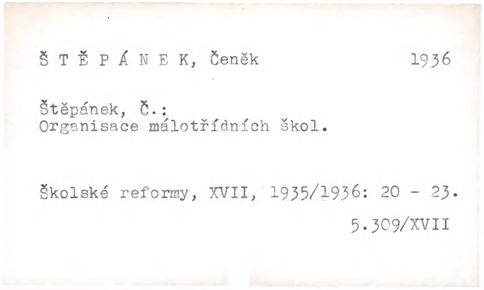 Š T Ě P Á N E K, Čeněk 1936
Štěpánek, Č.:
Organisace málotřídních škol.
Školské reformy, XVII, 1935/1936: 20 - 23.
5.309/XVII